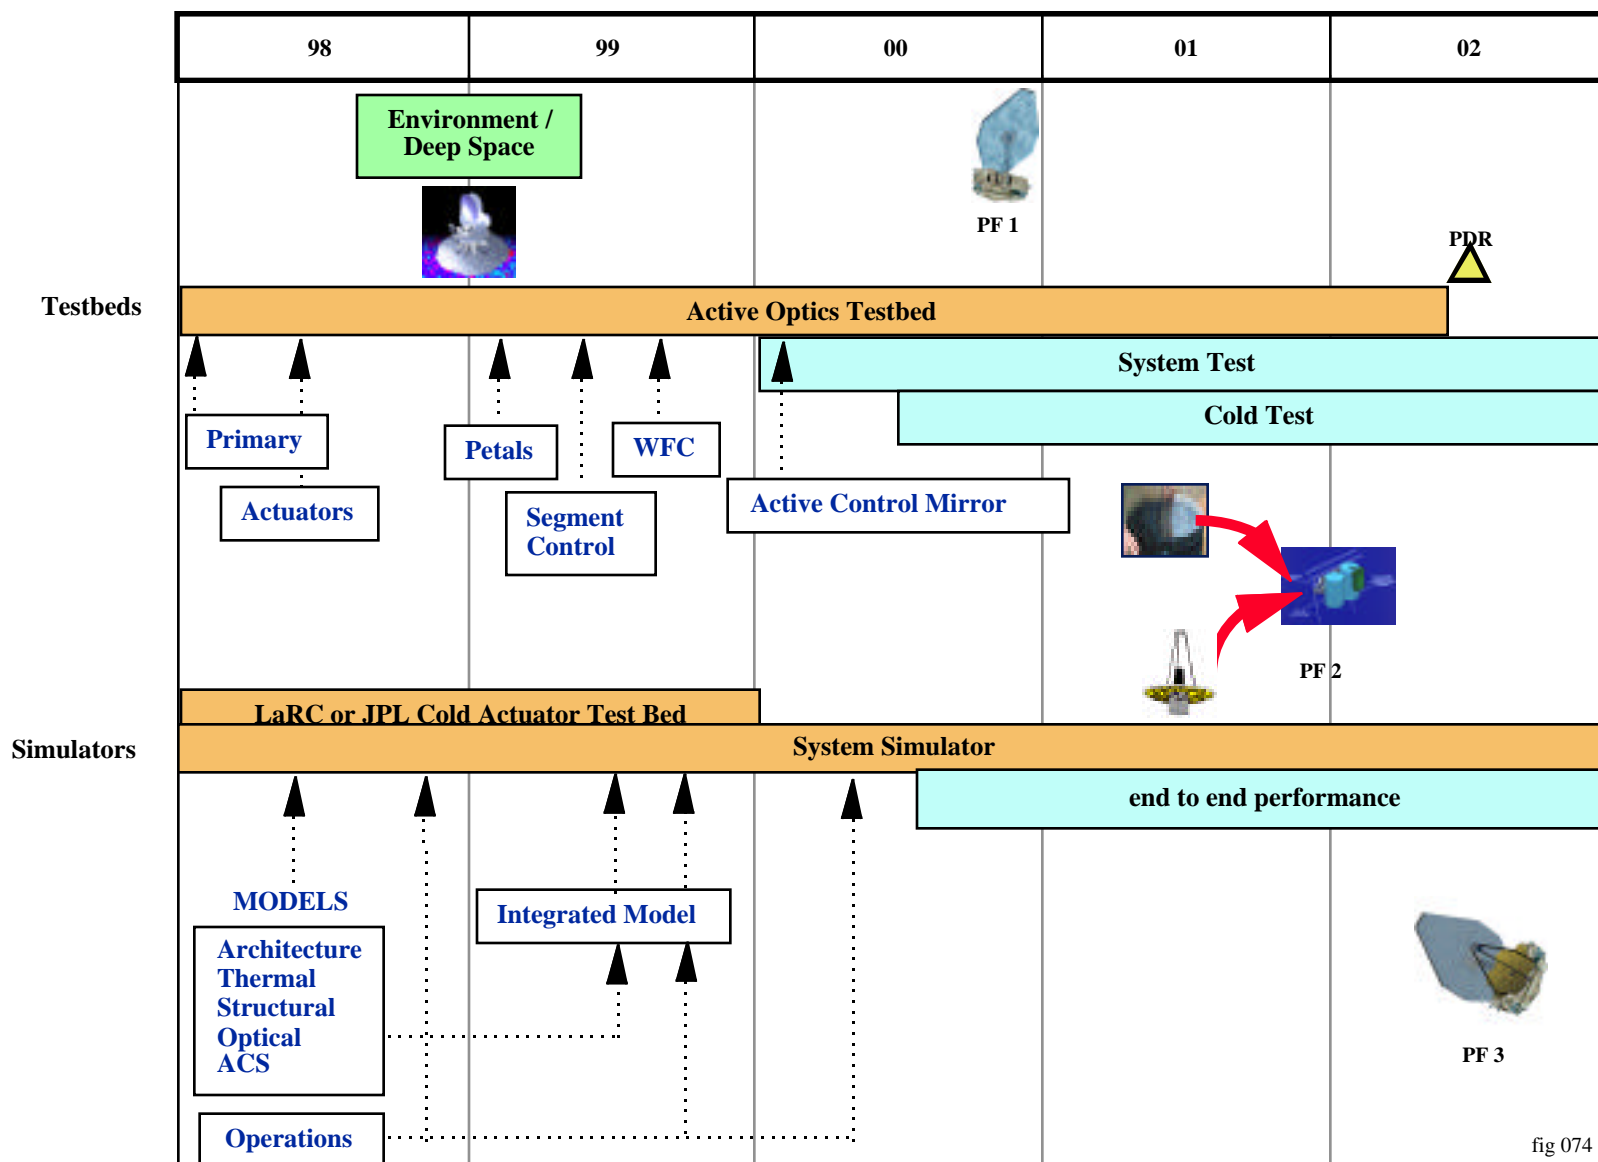 98 99 00 01 02
Environment /
Deep Space
PF 1
PDR
Testbeds
Active Optics Testbed
System Test
Cold Test
Primary
Petals
WFC
Actuators
Segment
Control
Active Control Mirror
PF 2
LaRC or JPL Cold Actuator Test Bed
Simulators
System Simulator
end to end performance
MODELS
Architecture
Thermal
Structural
Optical
ACS
Integrated Model
PF 3
Operations
fig 074